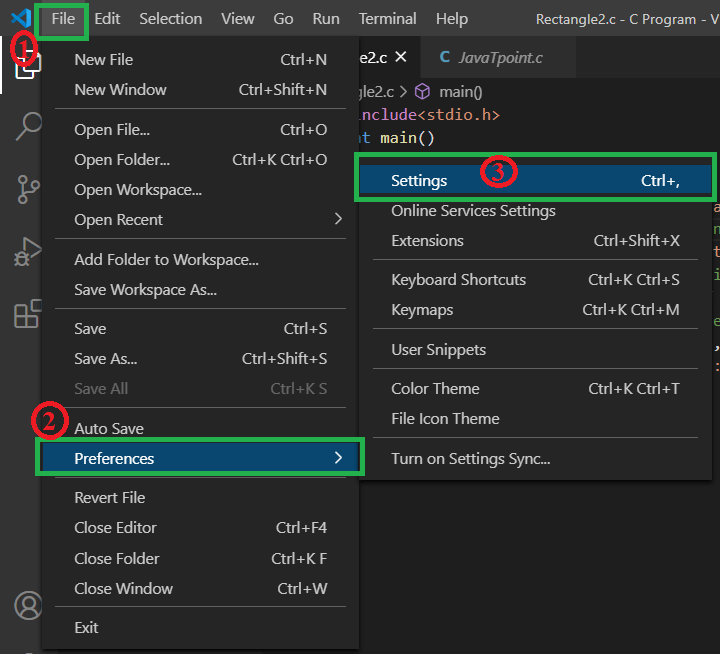 File Edit Selection View Go Run Terminal Help Rectangle2.c - C Program - V
1
e2.c JavaTpoint.c
New File Ctrl+N
gle2.c > main()
New Window Ctrl+Shift+N
include<stdio.h>
Open File... Ctrl+O
nt main()
Open Folder... Ctrl+K Ctrl+O
Open Workspace...
Open Recent
Add Folder to Workspace...
Save Workspace As...
Save Ctrl+S
Save As... Ctrl+Shift+S
Save All Ctrl+K S
2
Auto Save
Preferences
Revert File
Close Editor Ctrl+F4
Close Folder Ctrl+K F
Close Window Ctrl+W
Exit
3
Settings Ctrl+,
Online Services Settings
Extensions Ctrl+Shift+X
Keyboard Shortcuts Ctrl+K Ctrl+S
Keymaps Ctrl+K Ctrl+M
User Snippets
Color Theme Ctrl+K Ctrl+T
File Icon Theme
Turn on Settings Sync...